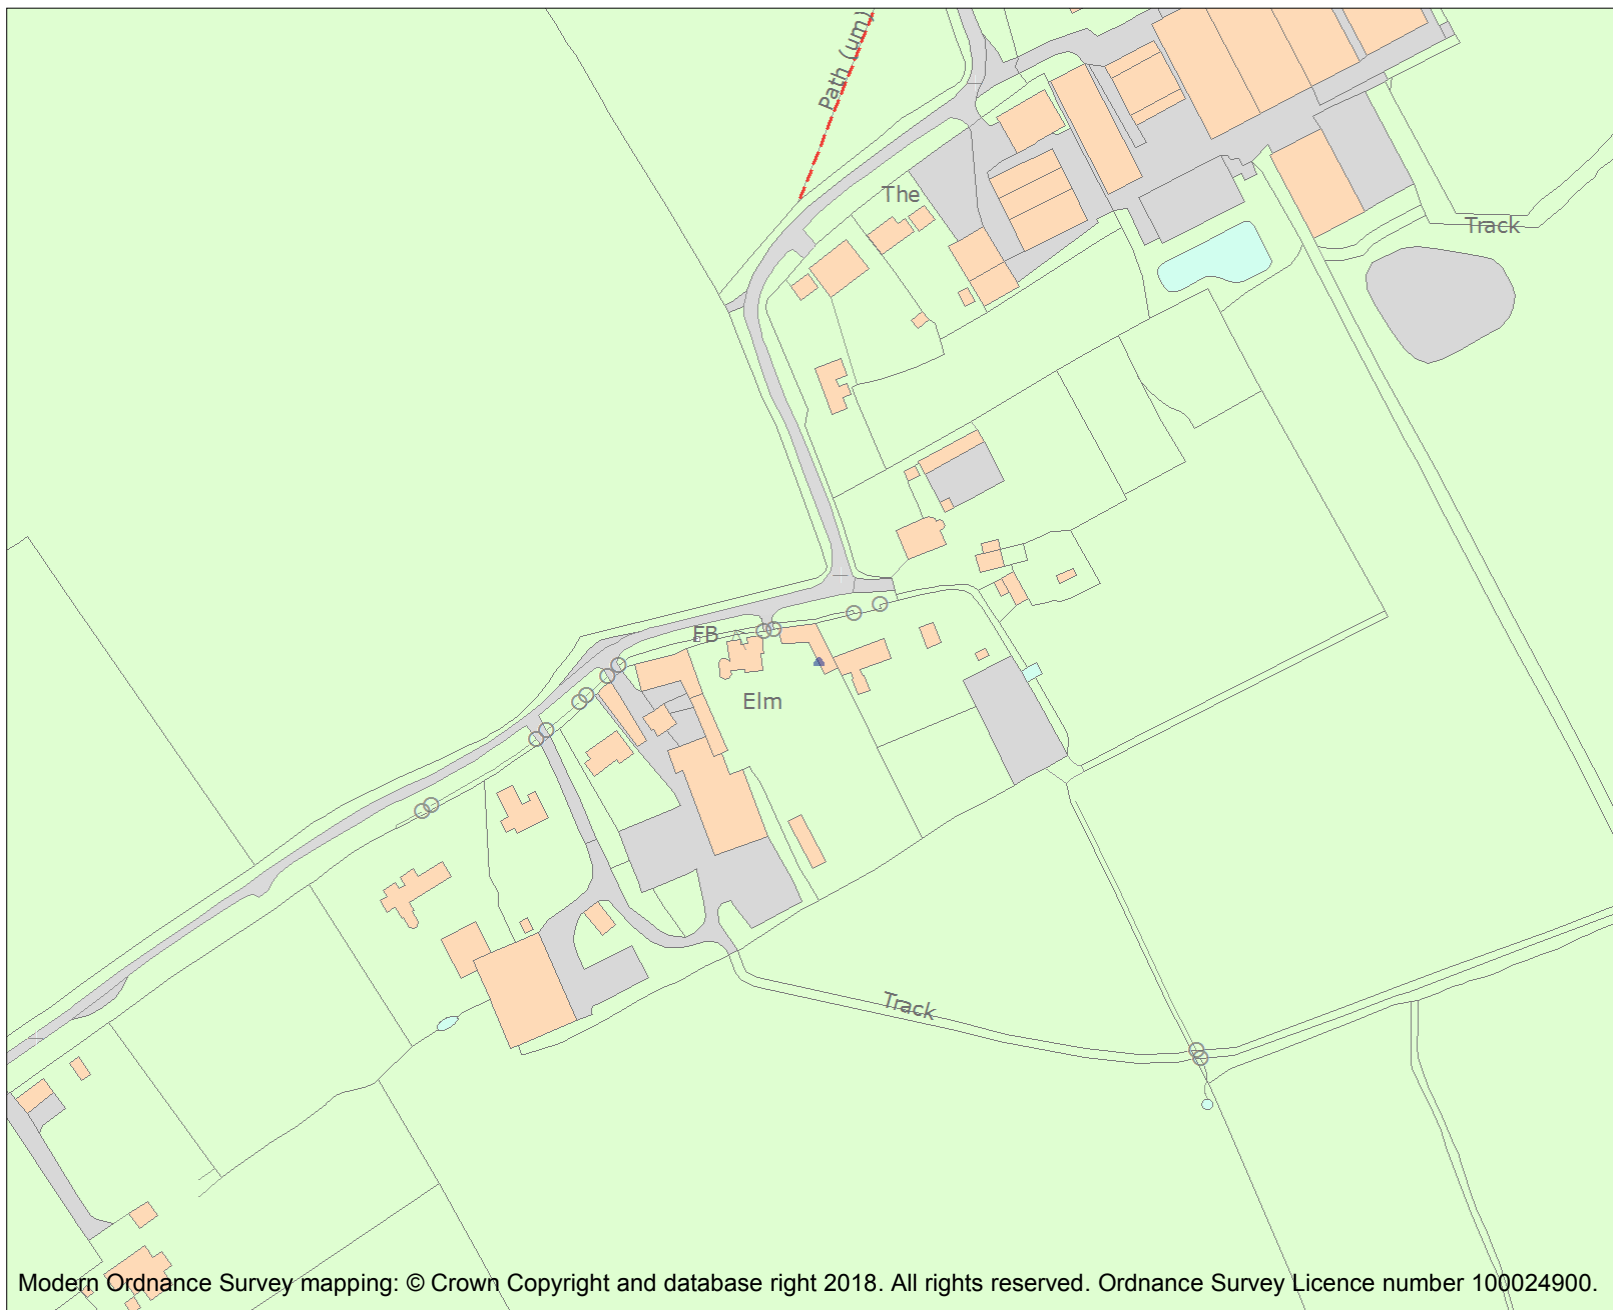 Path (um)
The
Track
FB
Elm
Track
Modern Ordnance Survey mapping: © Crown Copyright and database right 2018. All rights reserved. Ordnance Survey Licence number 100024900.